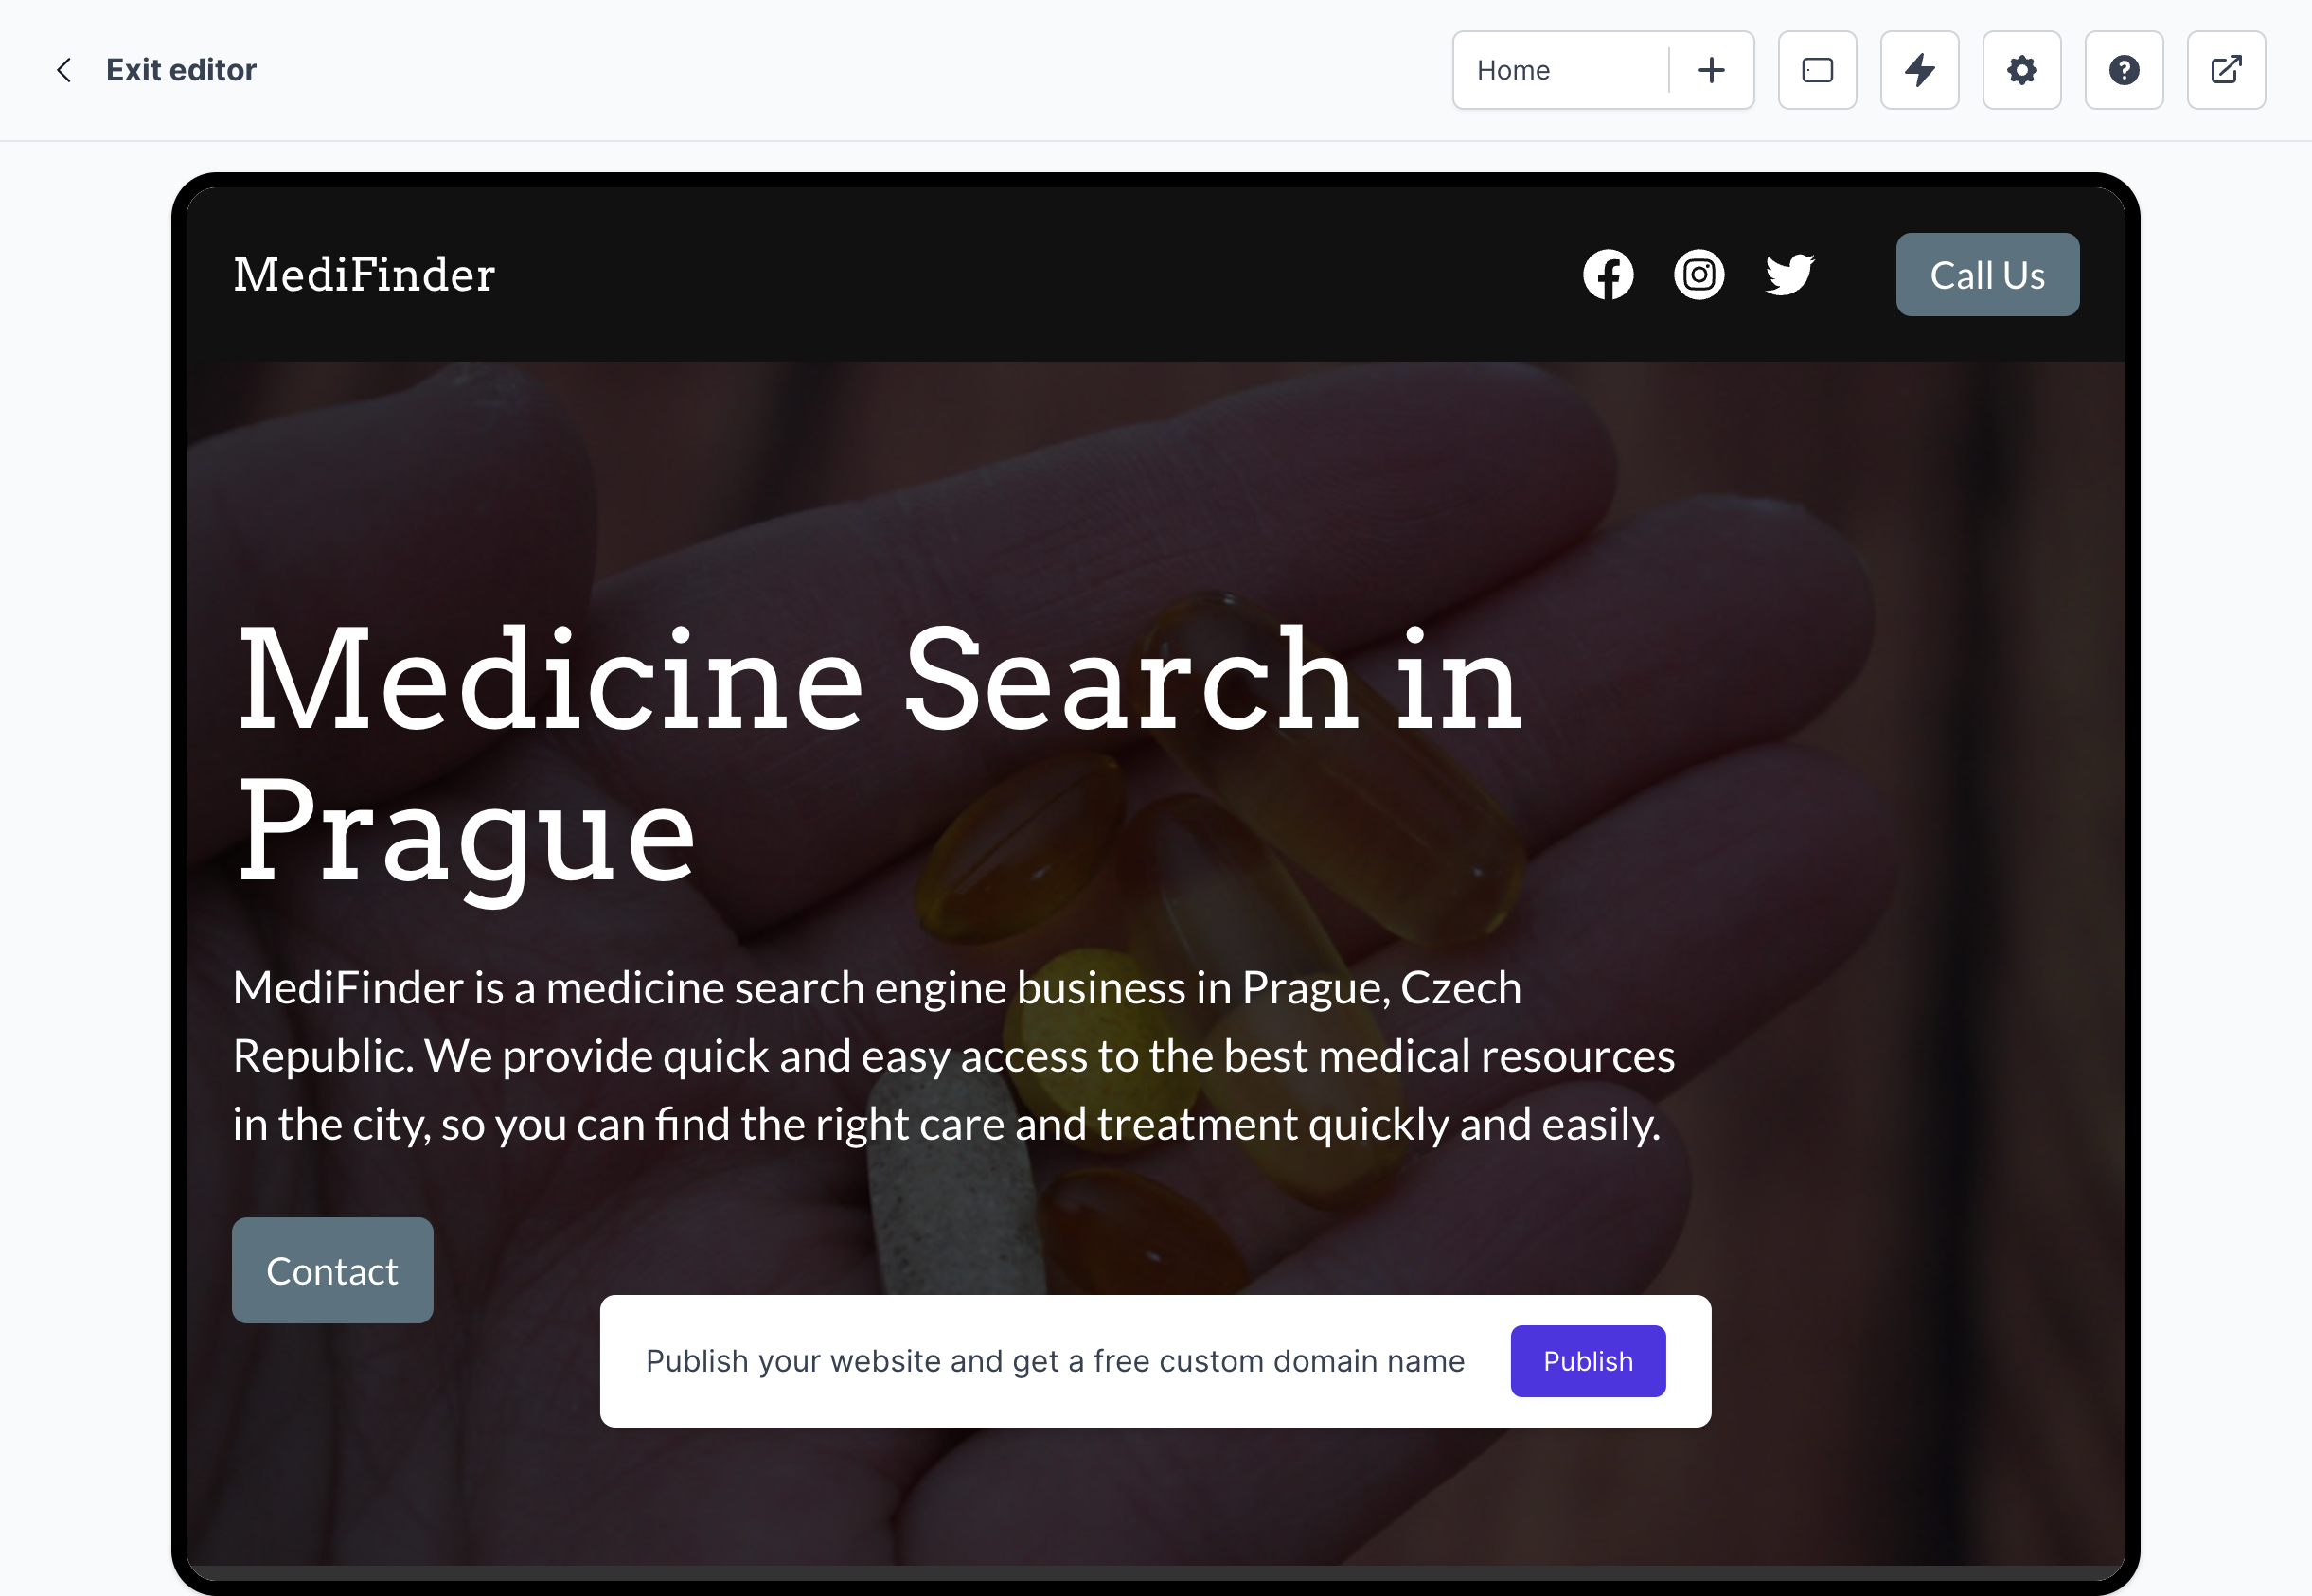 Exit editor
Home
MediFinder
Call Us
Medicine Search in
Prague
MediFinder is a medicine search engine business in Prague, Czech
Republic. We provide quick and easy access to the best medical resources
in the city, so you can find the right care and treatment quickly and easily.
Contact
Publish your website and get a free custom domain name
Publish